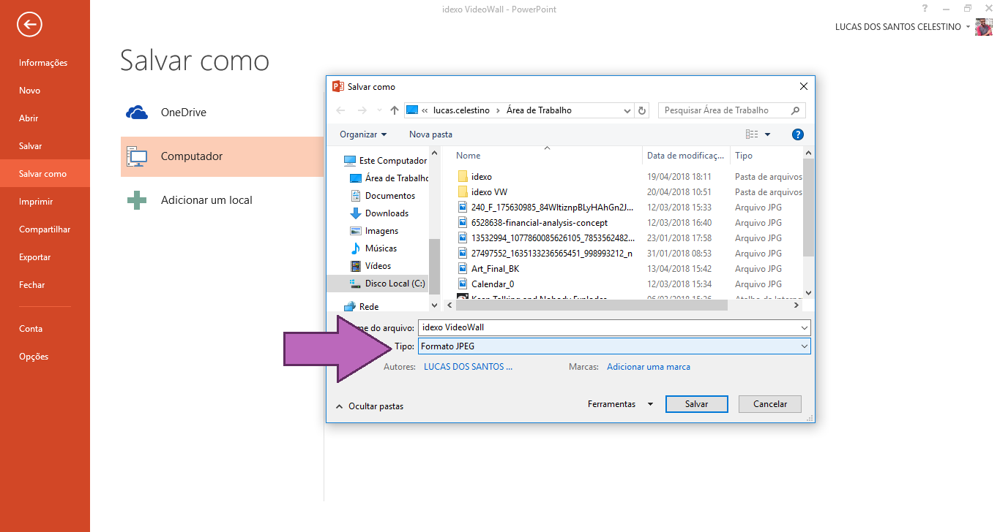 idexo VideoWall - PowerPoint
?
LUCAS DOS SANTOS CELESTINO
Informações
Novo
Abrir
Salvar
Salvar como
Imprimir
Compartilhar
Exportar
Fechar
Conta
Opções
Salvar como
OneDrive
Computador
Adicionar um local
Salvar como
« lucas.celestino › Área de Trabalho
Pesquisar Área de Trabalho
Organizar
Nova pasta
?
Este Computador
Área de Trabalho
Documentos
Downloads
Imagens
Músicas
Vídeos
Disco Local (C:)
Rede
Nome Data de modificaç... Tipo
idexo 19/04/2018 18:11 Pasta de arquivos
idexo VW 20/04/2018 10:51 Pasta de arquivos
240_F_175630985_84WltiznpBLyHAhGn2J... 12/03/2018 15:33 Arquivo JPG
6528638-financial-analysis-concept 12/03/2018 16:40 Arquivo JPG
13532994_1077860085626105_7853562482... 23/01/2018 17:58 Arquivo JPG
27497552_1635133236565451_998993212_n 31/01/2018 08:53 Arquivo JPG
Art_Final_BK 13/04/2018 15:42 Arquivo JPG
Calendar_0 12/03/2018 15:34 Arquivo JPG
Keep Talking and Nobody Explodes
me do arquivo: idexo VideoWall
Tipo: Formato JPEG
Autores: LUCAS DOS SANTOS ... Marcas: Adicionar uma marca
Ocultar pastas
Ferramentas
Salvar
Cancelar